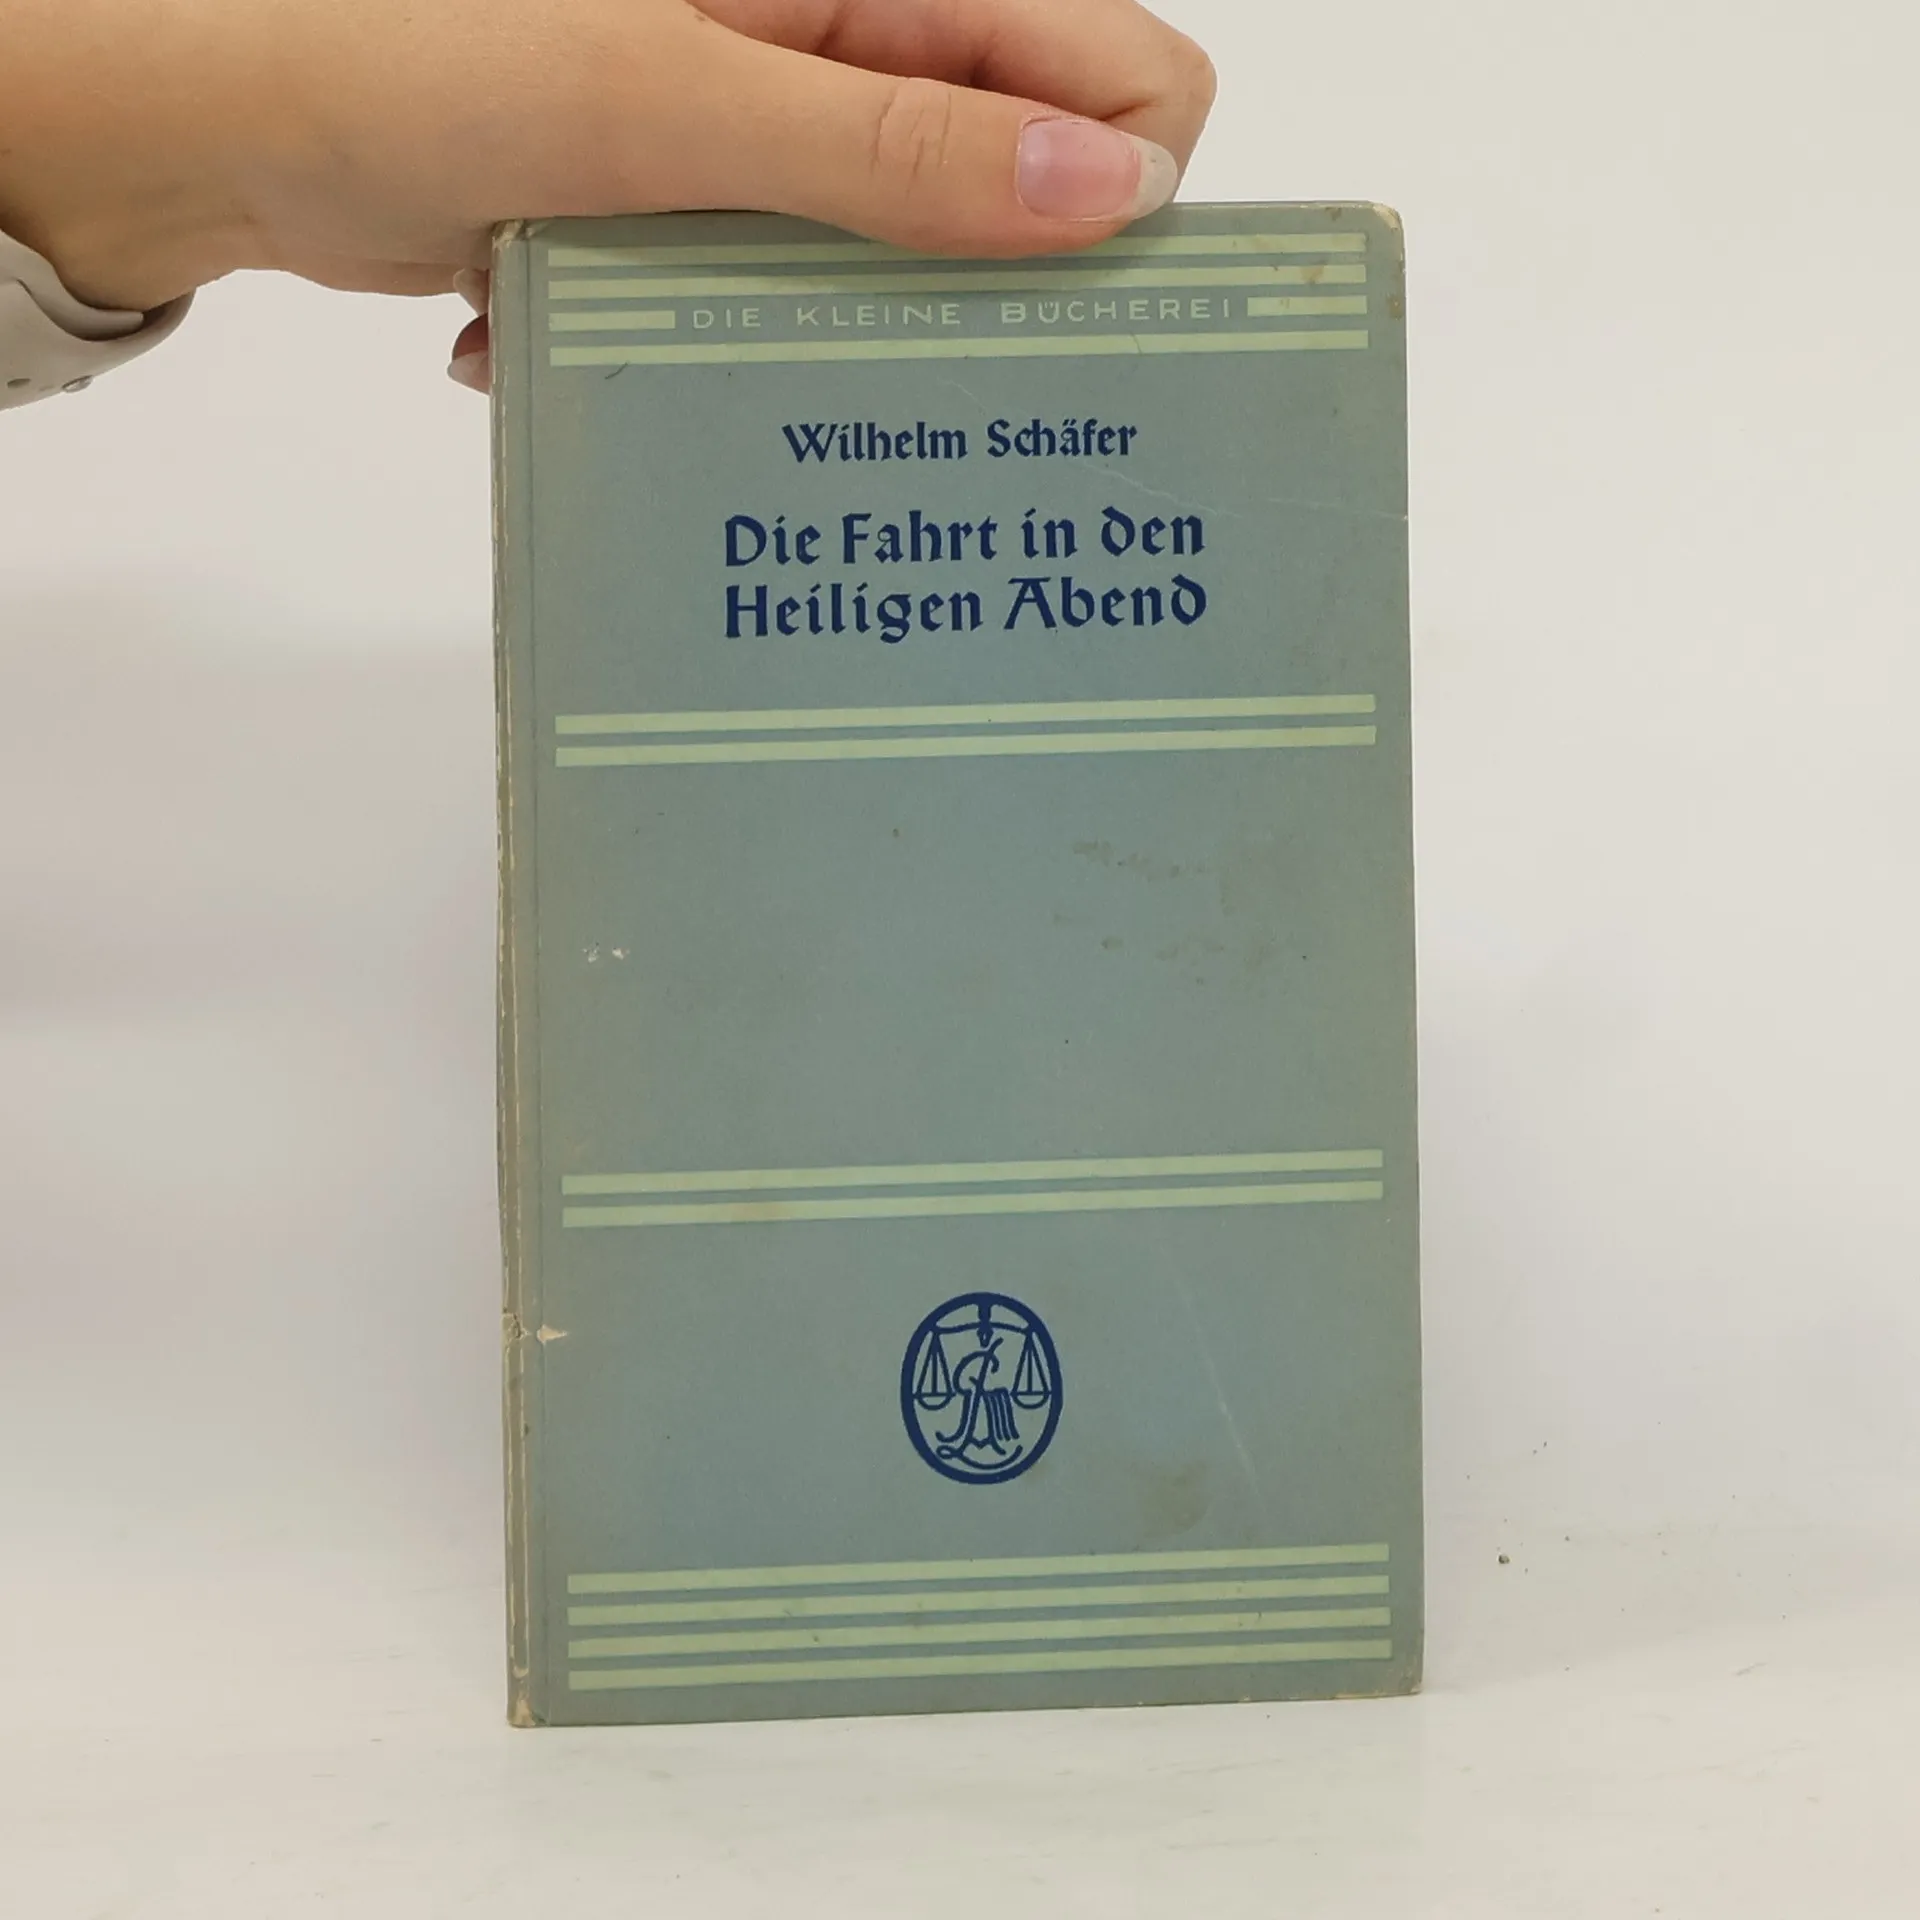 DIE KLEINE BÜCHEREI
Wilhelm Schäfer
Die Fahrt in den
Heiligen Abend